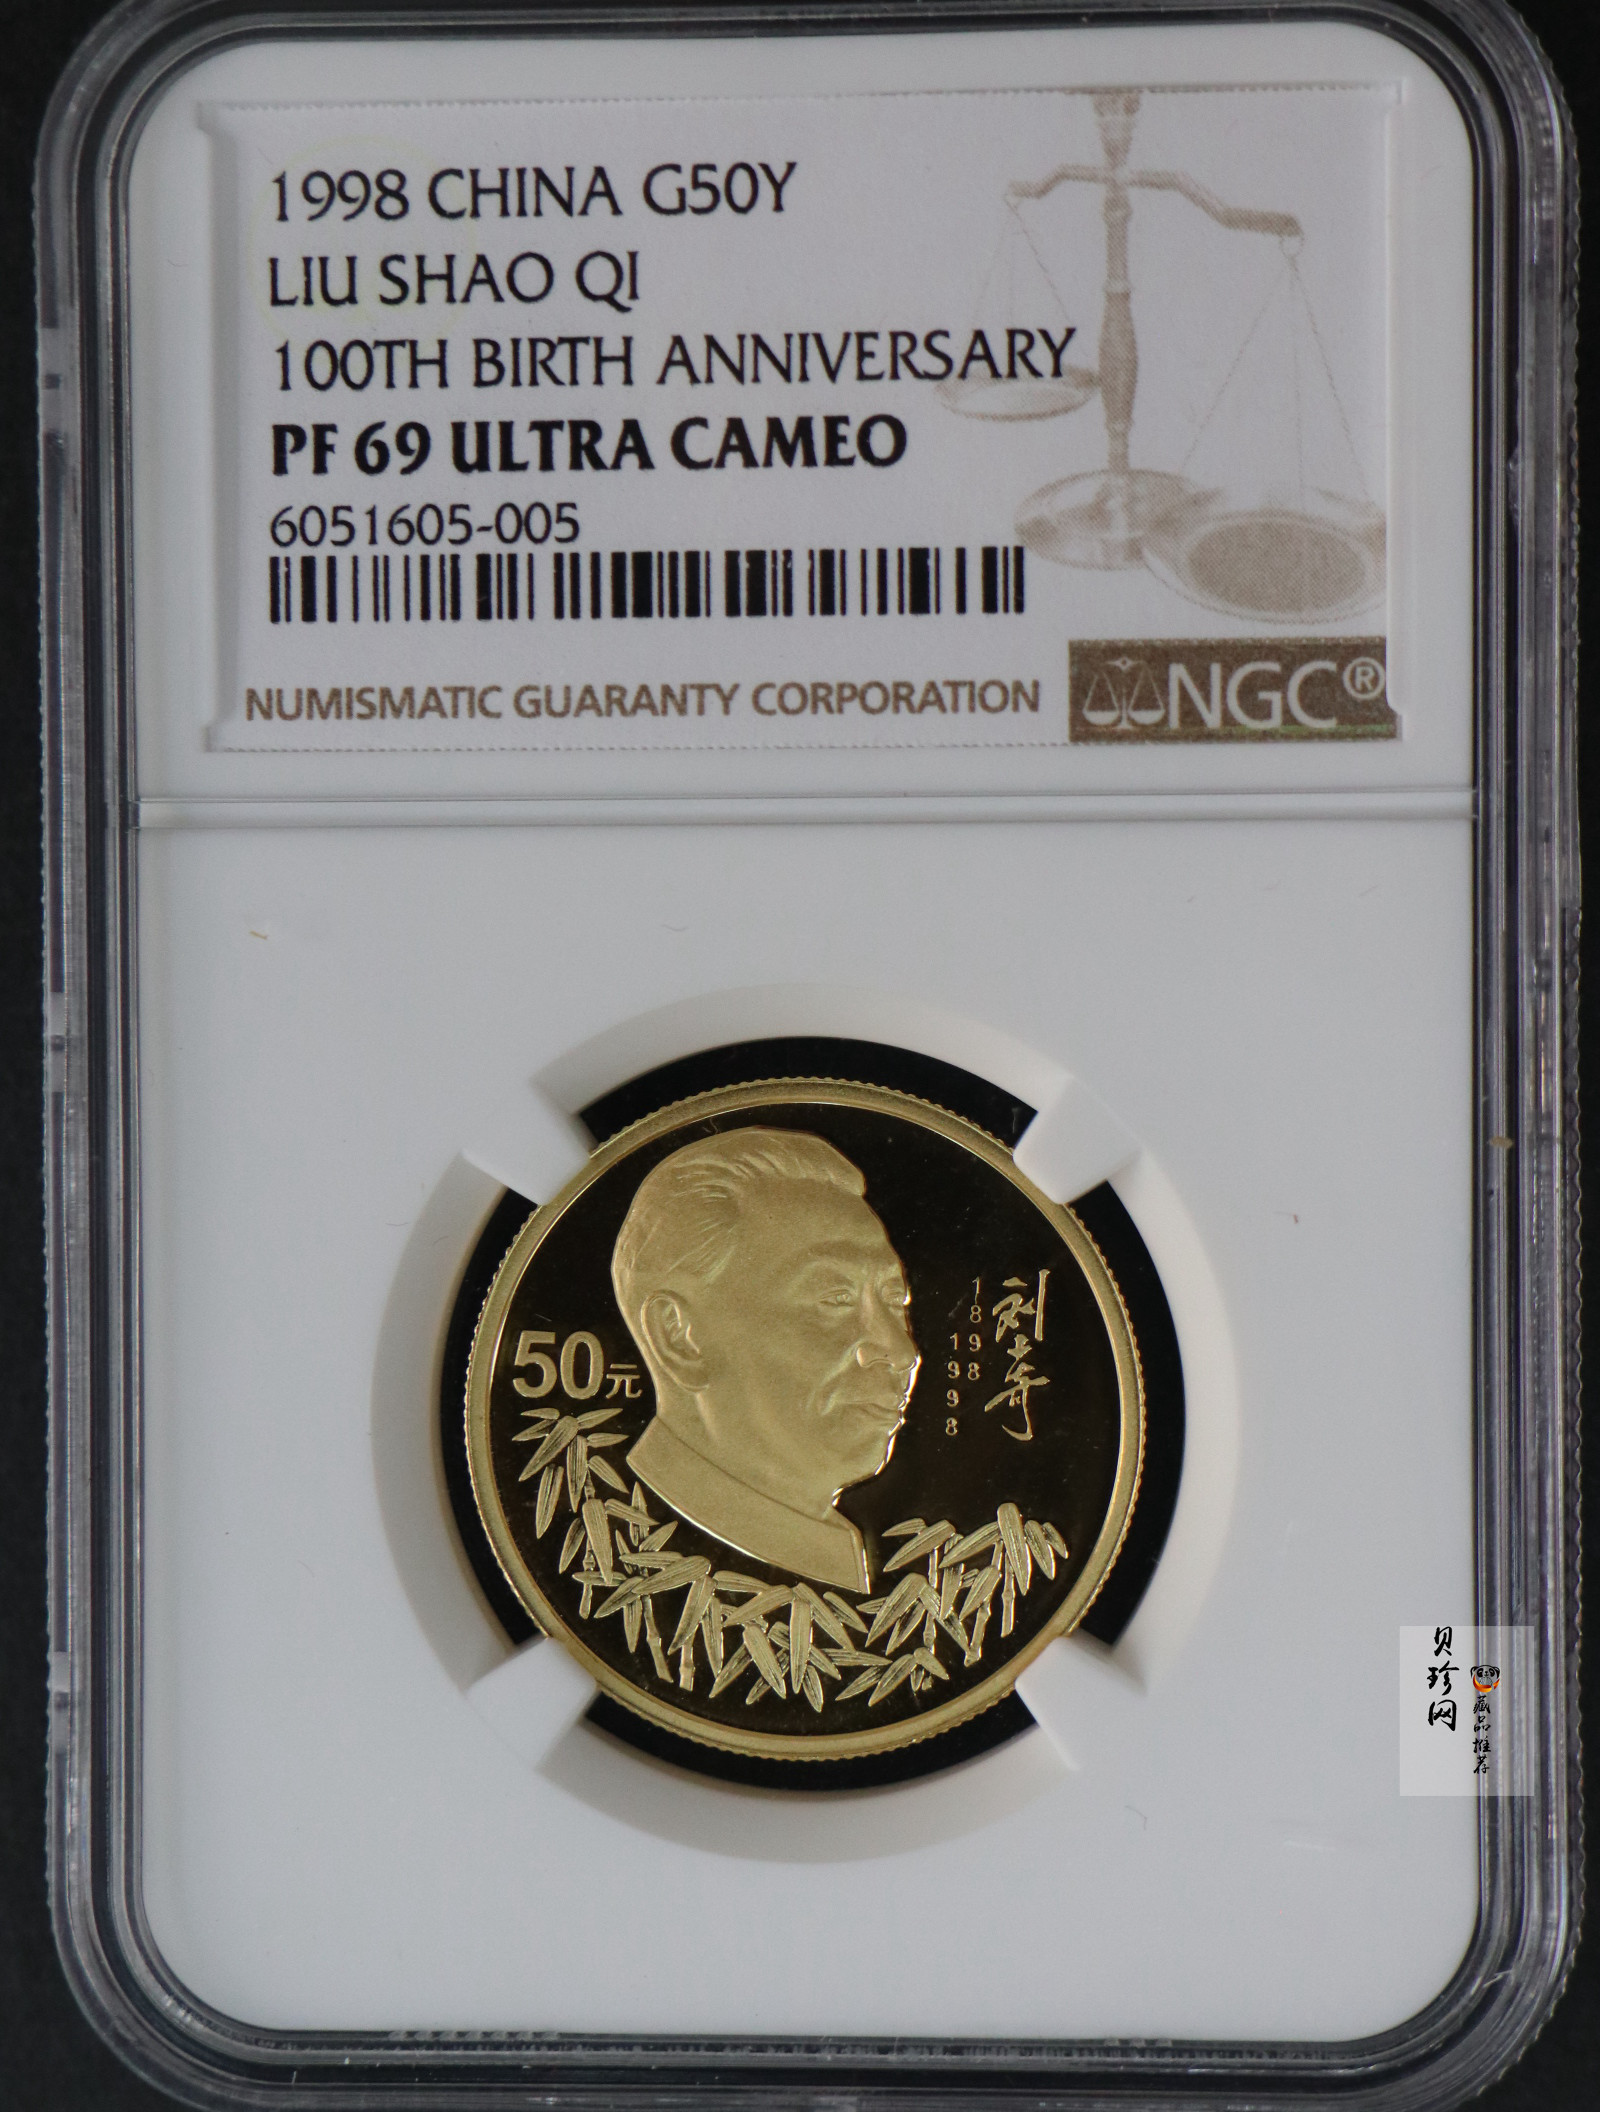 1998 CHINA G50Y
LIU SHAO QI
100TH BIRTH ANNIVERSARY
PF 69 ULTRA CAMEO
6051605-005
NUMISMATIC GUARANTY CORPORATION
NGC®
50元
1898
1998
刘少奇
贝珍网
藏品推荐